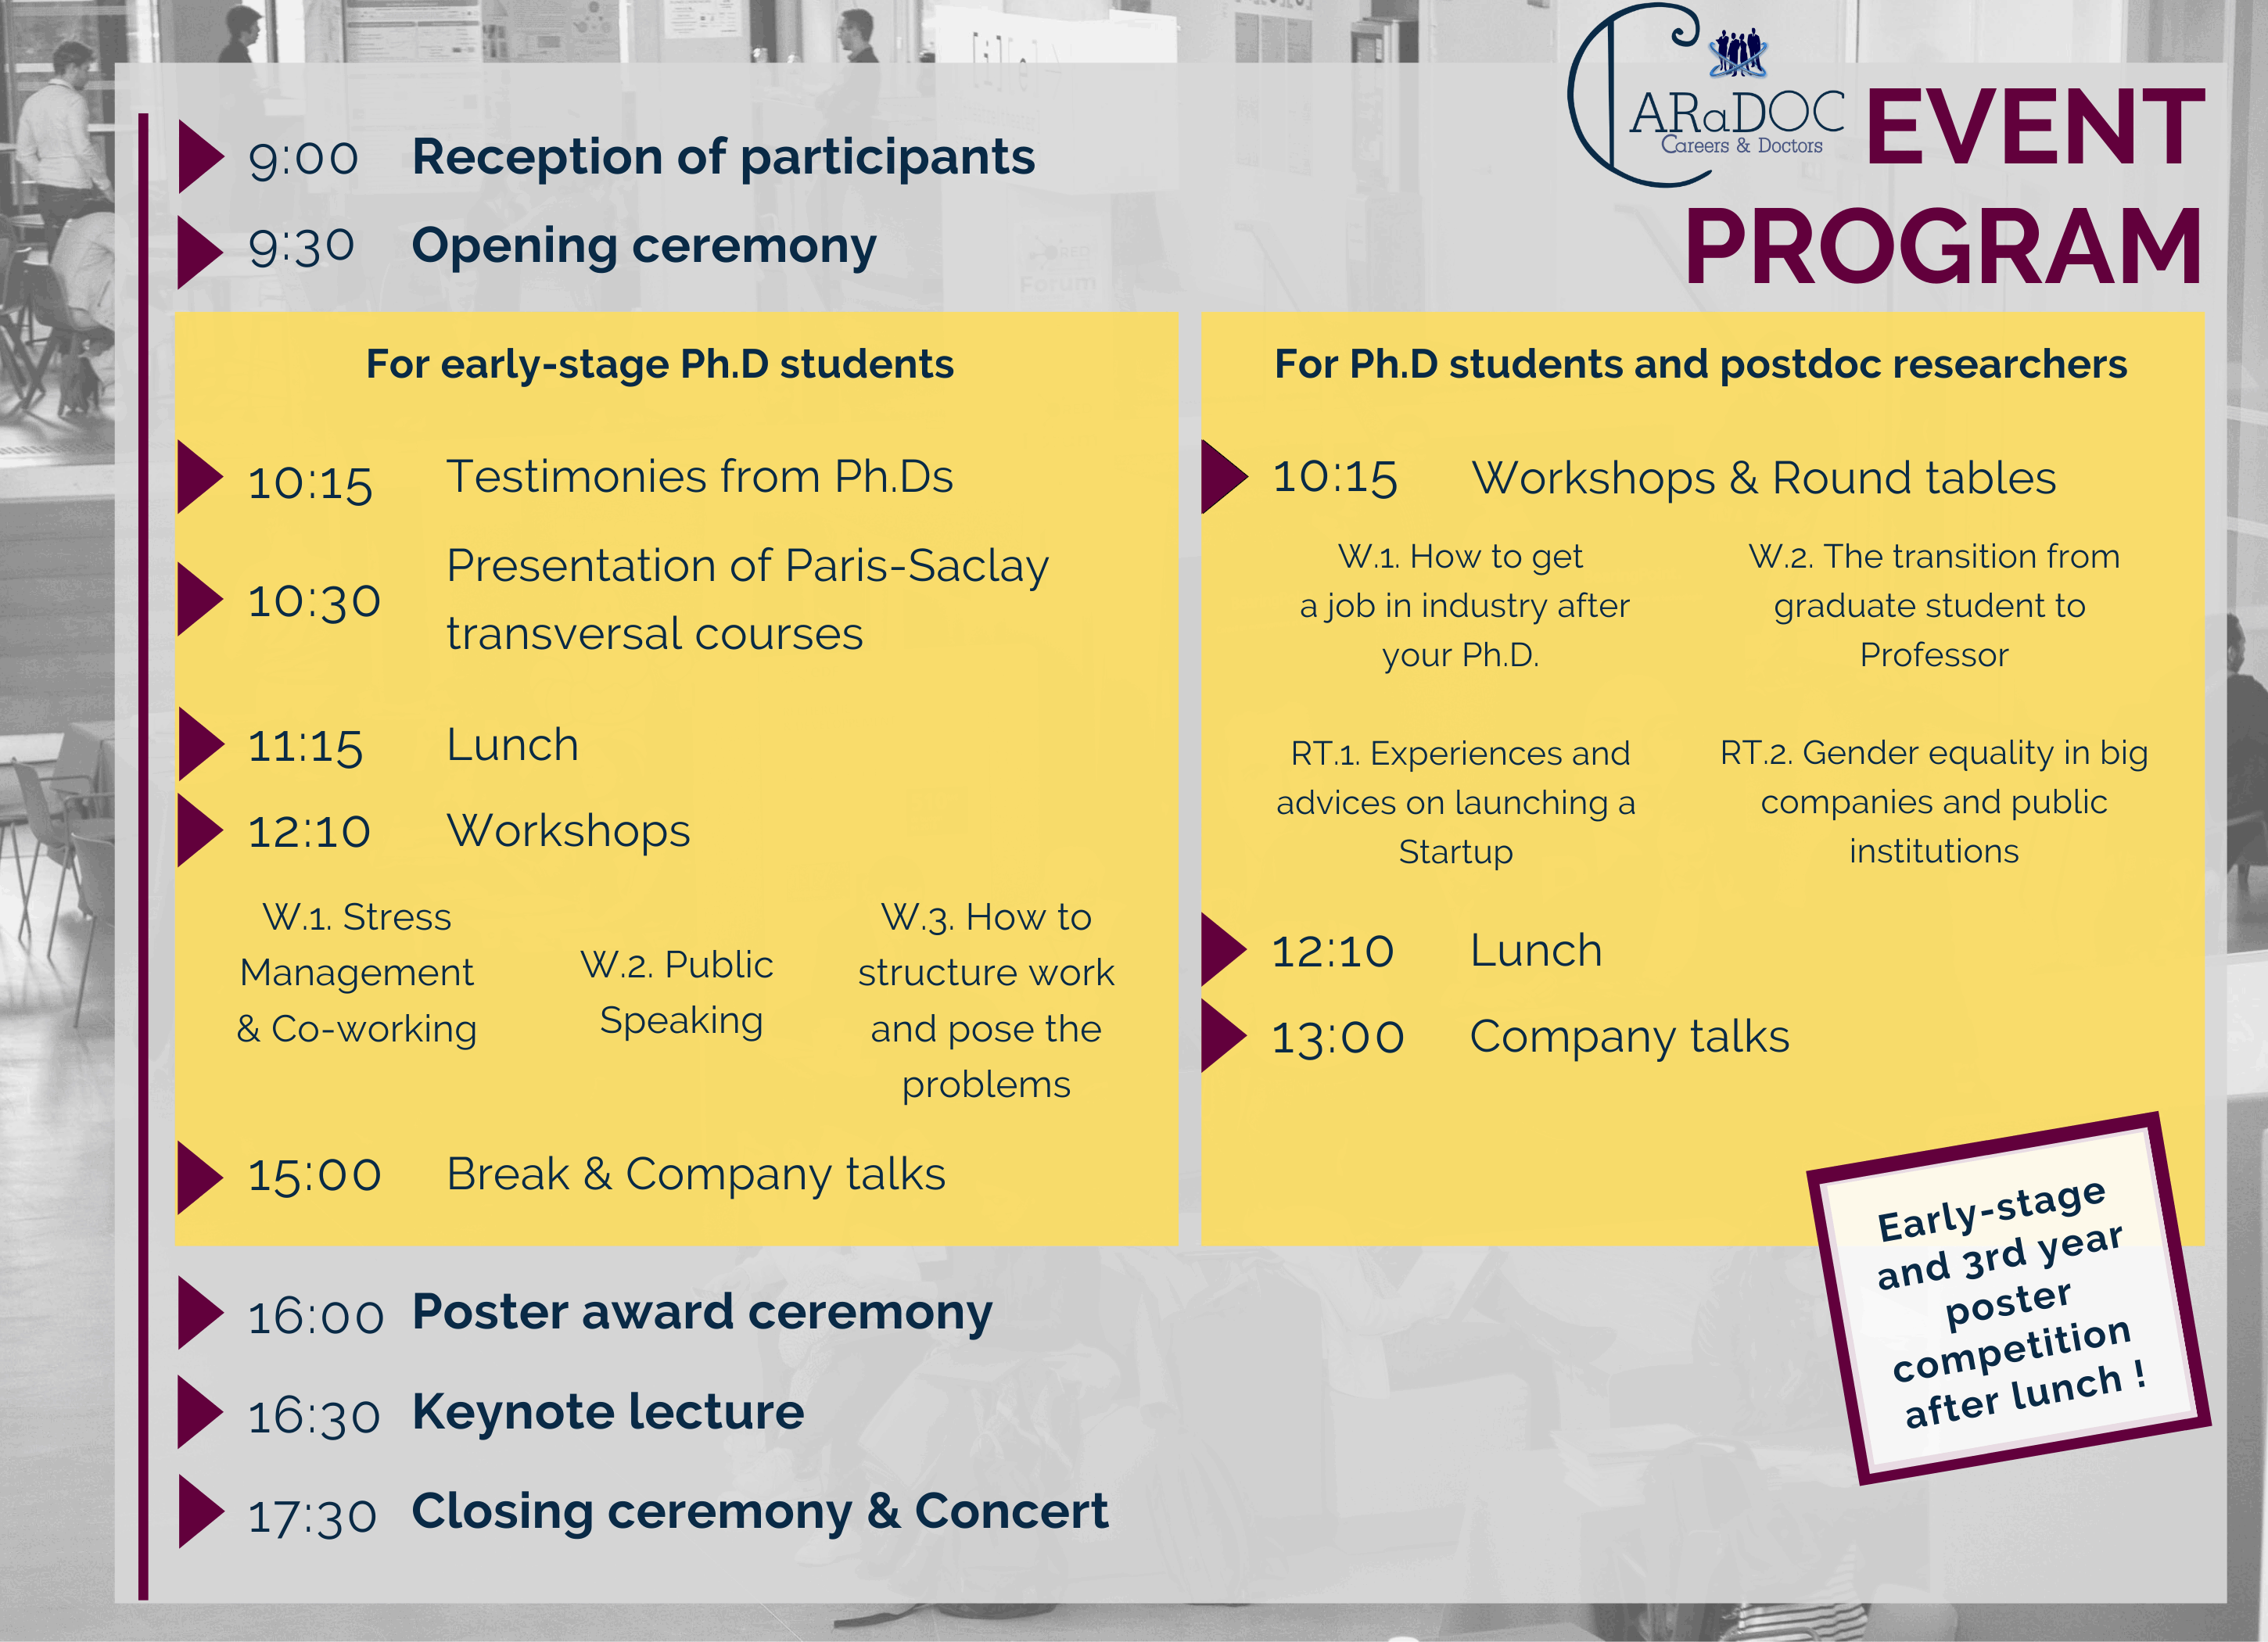 CARaDOC
Careers & Doctors
EVENT
PROGRAM
9:00 Reception of participants
9:30 Opening ceremony
For early-stage Ph.D students
10:15 Testimonies from Ph.Ds
10:30 Presentation of Paris-Saclay
transversal courses
11:15 Lunch
12:10 Workshops
W.1. Stress
Management
& Co-working
W.2. Public
Speaking
W.3. How to
structure work
and pose the
problems
15:00 Break & Company talks
For Ph.D students and postdoc researchers
10:15 Workshops & Round tables
W.1. How to get
a job in industry after
your Ph.D.
W.2. The transition from
graduate student to
Professor
RT.1. Experiences and
advices on launching a
Startup
RT.2. Gender equality in big
companies and public
institutions
12:10 Lunch
13:00 Company talks
Early-stage
and 3rd year
poster
competition
after lunch !
16:00 Poster award ceremony
16:30 Keynote lecture
17:30 Closing ceremony & Concert
Forum